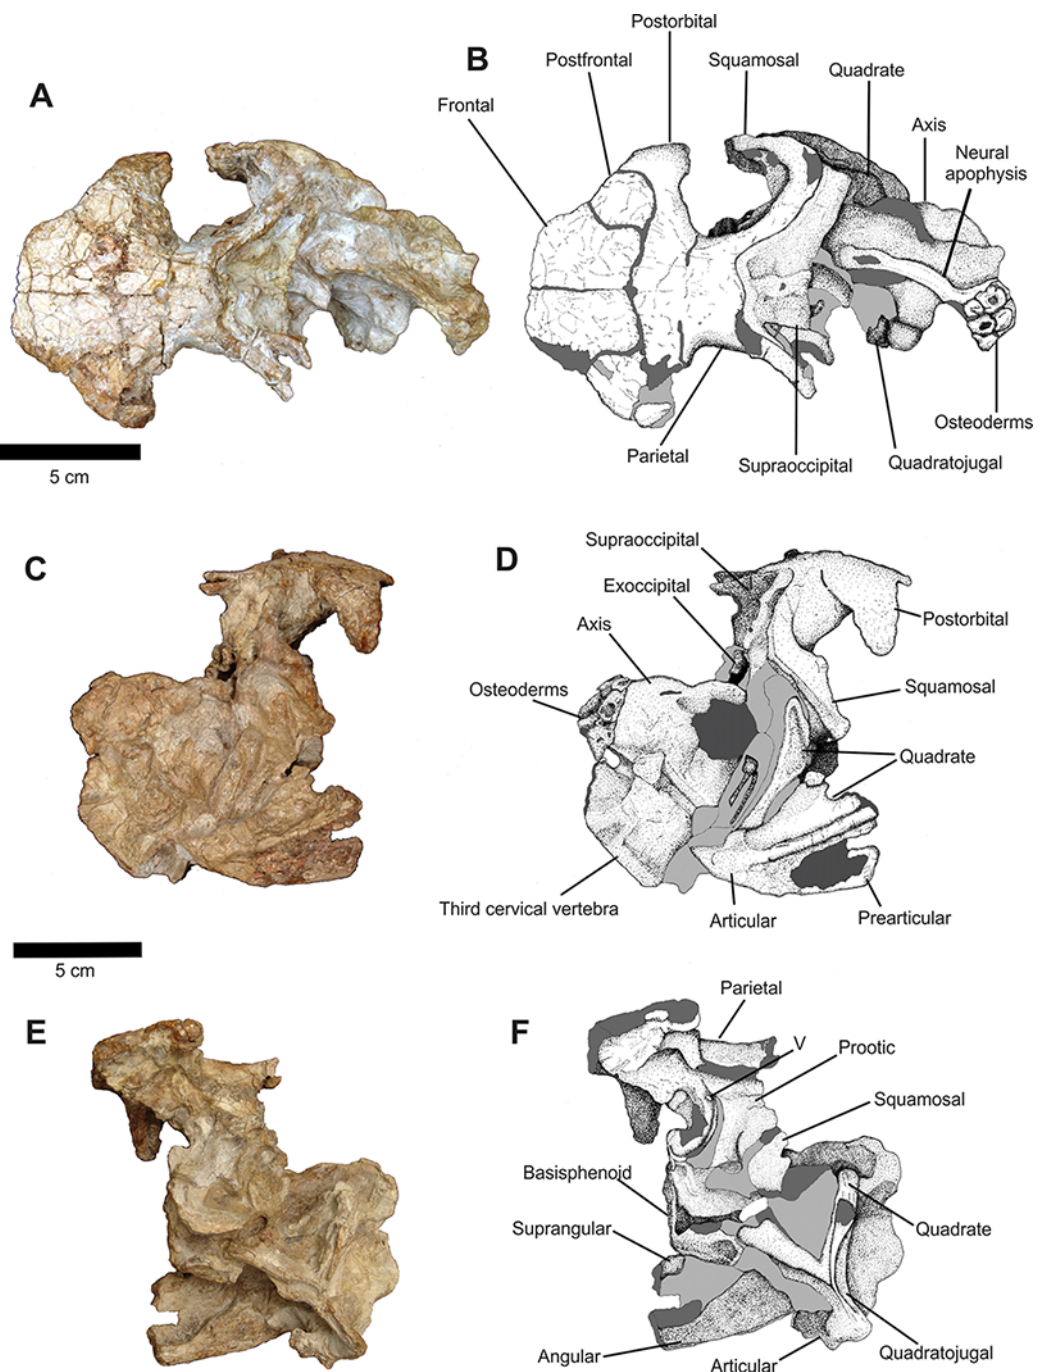 A
B
Postorbital
Postfrontal
Squamosal
Quadrate
Frontal
Axis
Neural
apophysis
Osteoderms
Parietal
Supraoccipital
Quadratojugal
5 cm
C
D
Supraoccipital
Exoccipital
Axis
Postorbital
Osteoderms
Squamosal
Quadrate
Third cervical vertebra
Articular
Prearticular
5 cm
E
F
Parietal
V
Prootic
Squamosal
Basisphenoid
Suprangular
Quadrate
Angular
Articular
Quadratojugal